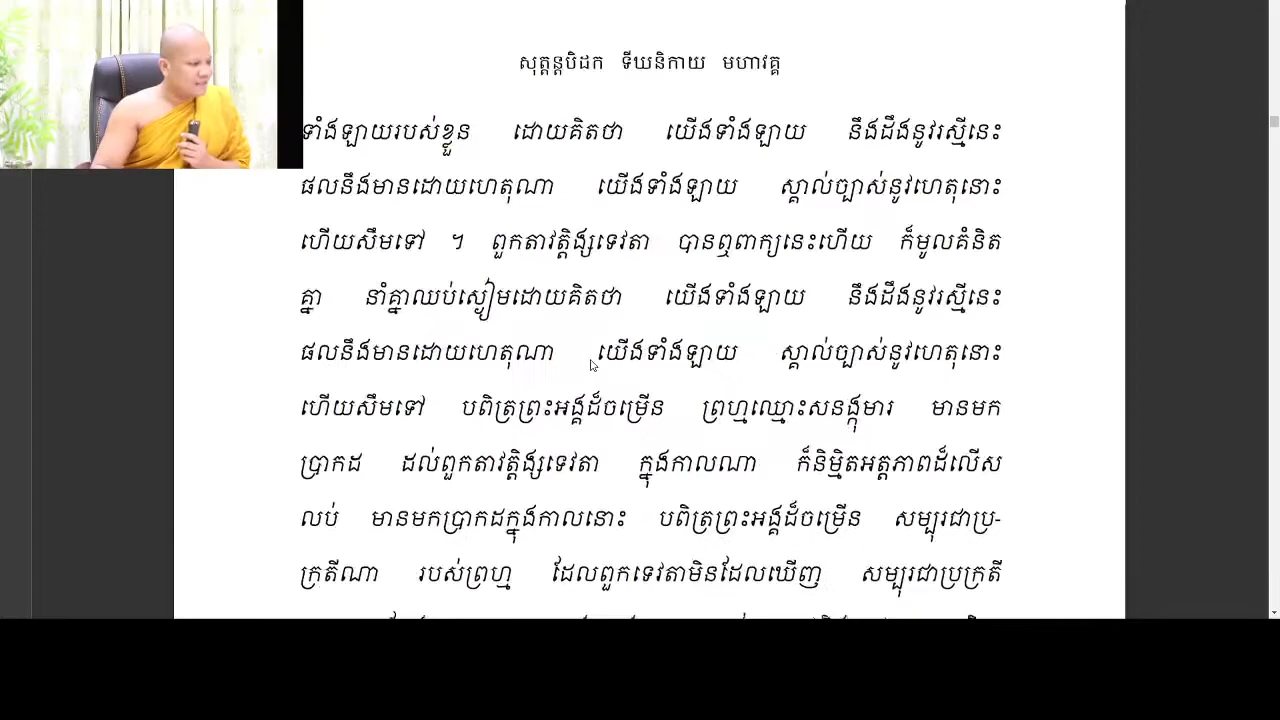 សុត្តន្តបិដក ទីឃនិកាយ មហាវគ្គ
ទាំងឡាយរបស់ខ្លួន ដោយគិតថា យើងទាំងឡាយ នឹងដឹងនូវរស្មីនេះ
ផលនឹងមានដោយហេតុណា យើងទាំងឡាយ ស្គាល់ច្បាស់នូវហេតុនោះ
ហើយសឹមទៅ ។ ពួកតាវត្តិង្សទេវតា បានឮពាក្យនេះហើយ ក៏មូលគំនិត
គ្នា នាំគ្នាឈប់ស្ងៀមដោយគិតថា យើងទាំងឡាយ នឹងដឹងនូវរស្មីនេះ
ផលនឹងមានដោយហេតុណា យើងទាំងឡាយ ស្គាល់ច្បាស់នូវហេតុនោះ
ហើយសឹមទៅ បពិត្រព្រះអង្គដ៏ចម្រើន ព្រហ្មឈ្មោះសនង្កុមារ មានមក
ប្រាកដ ដល់ពួកតាវត្តិង្សទេវតា ក្នុងកាលណា ក៏និម្មិតអត្តភាពដ៏លើស
លប់ មានមកប្រាកដក្នុងកាលនោះ បពិត្រព្រះអង្គដ៏ចម្រើន សម្បុរជាប្រ-
ក្រតីណា របស់ព្រហ្ម ដែលពួកទេវតាមិនដែលឃើញ សម្បុរជាប្រក្រតី